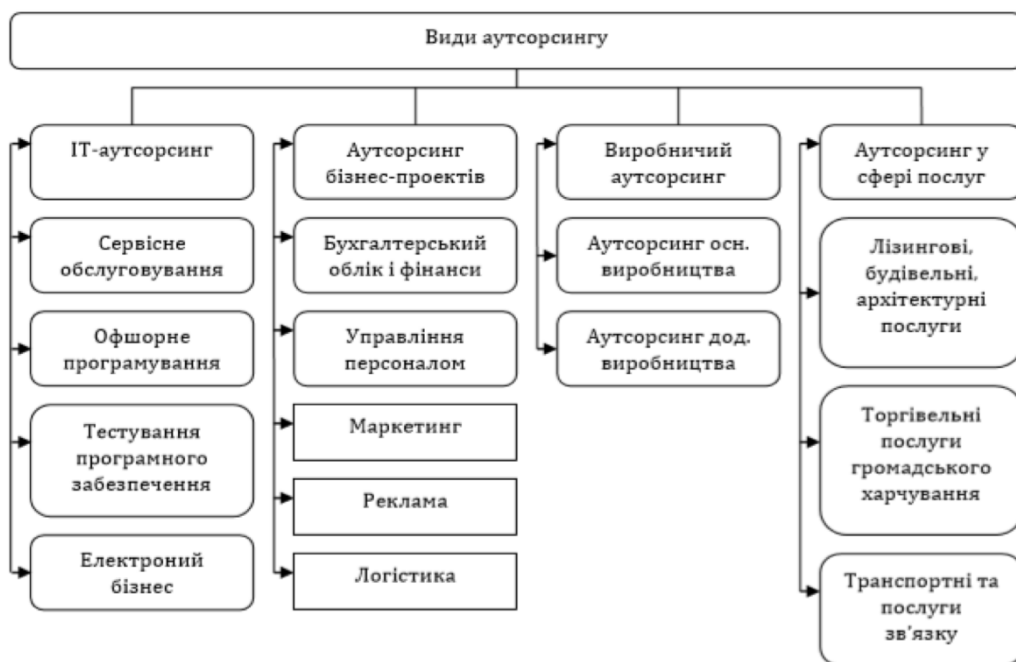 Види аутсорсингу
ІТ-аутсорсинг
Сервісне
обслуговування
Офшорне
програмування
Тестування
програмного
забезпечення
Електроний
бізнес
Аутсорсинг
бізнес-проектів
Бухгалтерський
облік і фінанси
Управління
персоналом
Маркетинг
Реклама
Логістика
Виробничий
аутсорсинг
Аутсорсинг осн.
виробництва
Аутсорсинг дод.
виробництва
Аутсорсинг у
сфері послуг
Лізингові,
будівельні,
архітектурні
послуги
Торгівельні
послуги
громадського
харчування
Транспортні та
послуги
зв’язку